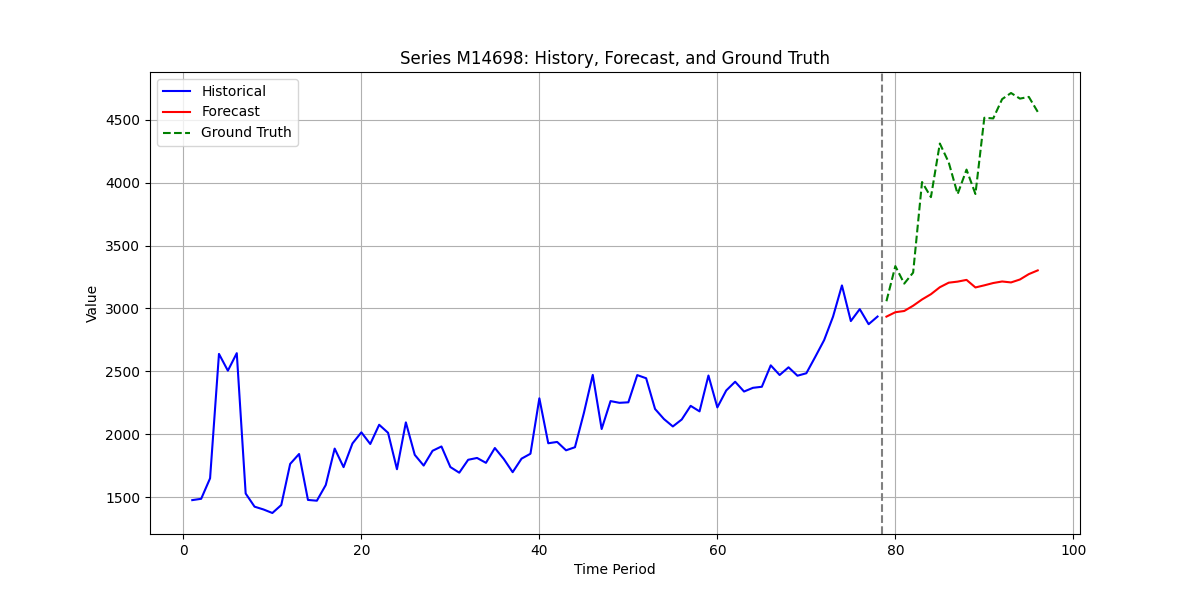 Series M14698: History, Forecast, and Ground Truth
Historical
Forecast
Ground Truth
Value
4500
4000
3500
3000
2500
2000
1500
0 20 40 60 80 100
Time Period